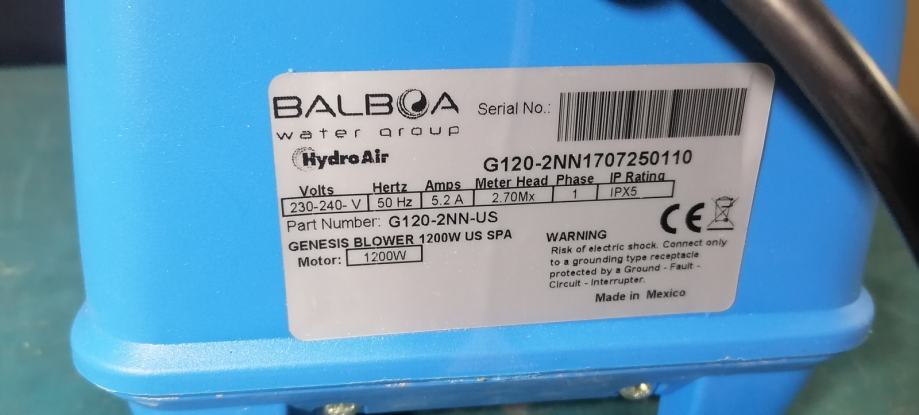 BALBOA
water group
Serial No.:
HydroAir
G120-2NN1707250110
Volts Hertz Amps Meter Head Phase IP Rating
230-240- V 50 Hz 5.2 A 2.70Mx 1 IPX5
Part Number: G120-2NN-US
GENESIS BLOWER 1200W US SPA
Motor: 1200W
CE
WARNING
Risk of electric shock. Connect only
to a grounding type receptacle
protected by a Ground - Fault -
Circuit - Interrupter.
Made in Mexico